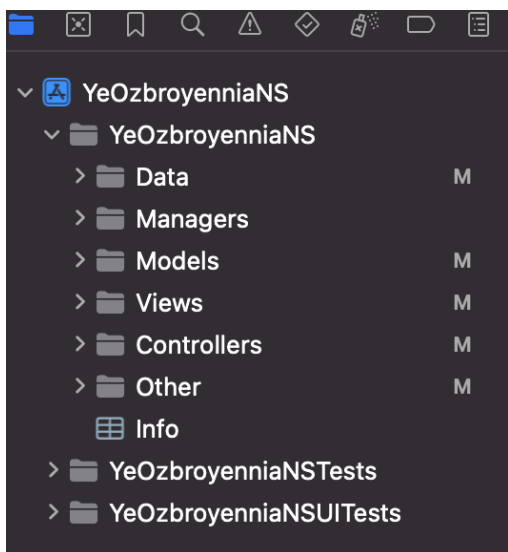 YeOzbroyenniaNS
YeOzbroyenniaNS
Data M
Managers
Models M
Views M
Controllers M
Other M
Info
YeOzbroyenniaNSTests
YeOzbroyenniaNSUITests